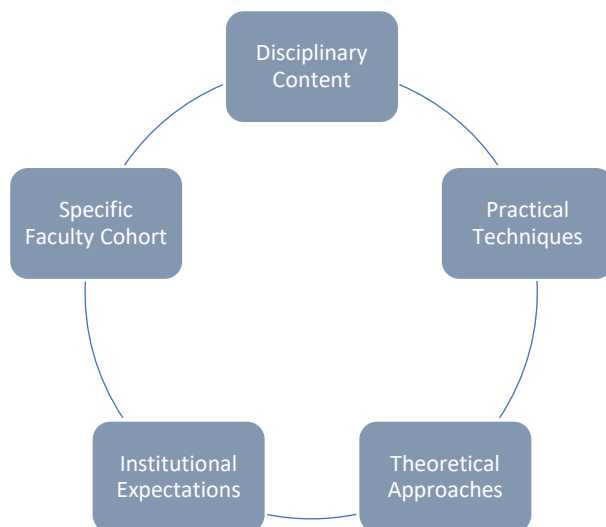 Disciplinary
Content
Practical
Techniques
Theoretical
Approaches
Institutional
Expectations
Specific
Faculty Cohort